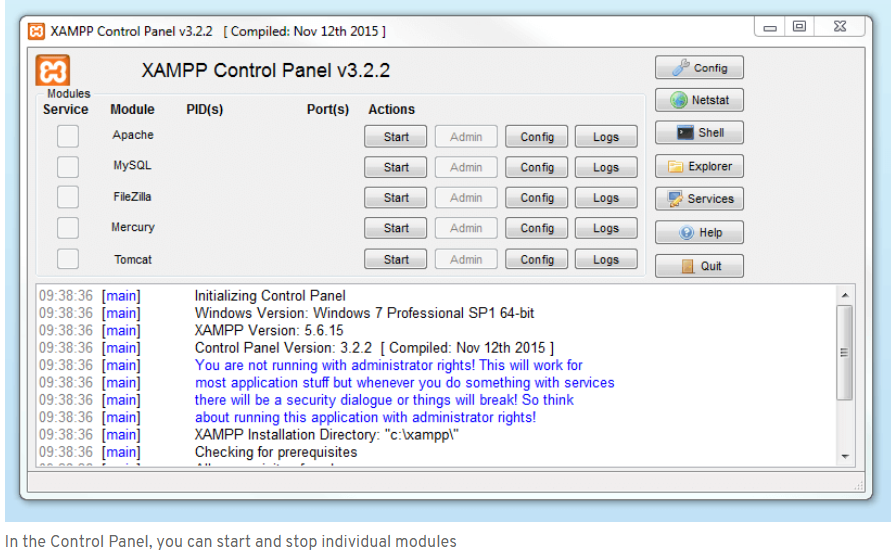 XAMPP Control Panel v3.2.2 [ Compiled: Nov 12th 2015 ]
XAMPP Control Panel v3.2.2
Config
Modules
Service Module PID(s) Port(s) Actions
Netstat
Apache Start Admin Config Logs
Shell
MySQL Start Admin Config Logs
Explorer
FileZilla Start Admin Config Logs
Services
Mercury Start Admin Config Logs
Help
Tomcat Start Admin Config Logs
Quit
09:38:36 [main] Initializing Control Panel
09:38:36 [main] Windows Version: Windows 7 Professional SP1 64-bit
09:38:36 [main] XAMPP Version: 5.6.15
09:38:36 [main] Control Panel Version: 3.2.2 [ Compiled: Nov 12th 2015 ]
09:38:36 [main] You are not running with administrator rights! This will work for
09:38:36 [main] most application stuff but whenever you do something with services
09:38:36 [main] there will be a security dialogue or things will break! So think
09:38:36 [main] about running this application with administrator rights!
09:38:36 [main] XAMPP Installation Directory: "c:\xampp\"
09:38:36 [main] Checking for prerequisites
In the Control Panel, you can start and stop individual modules